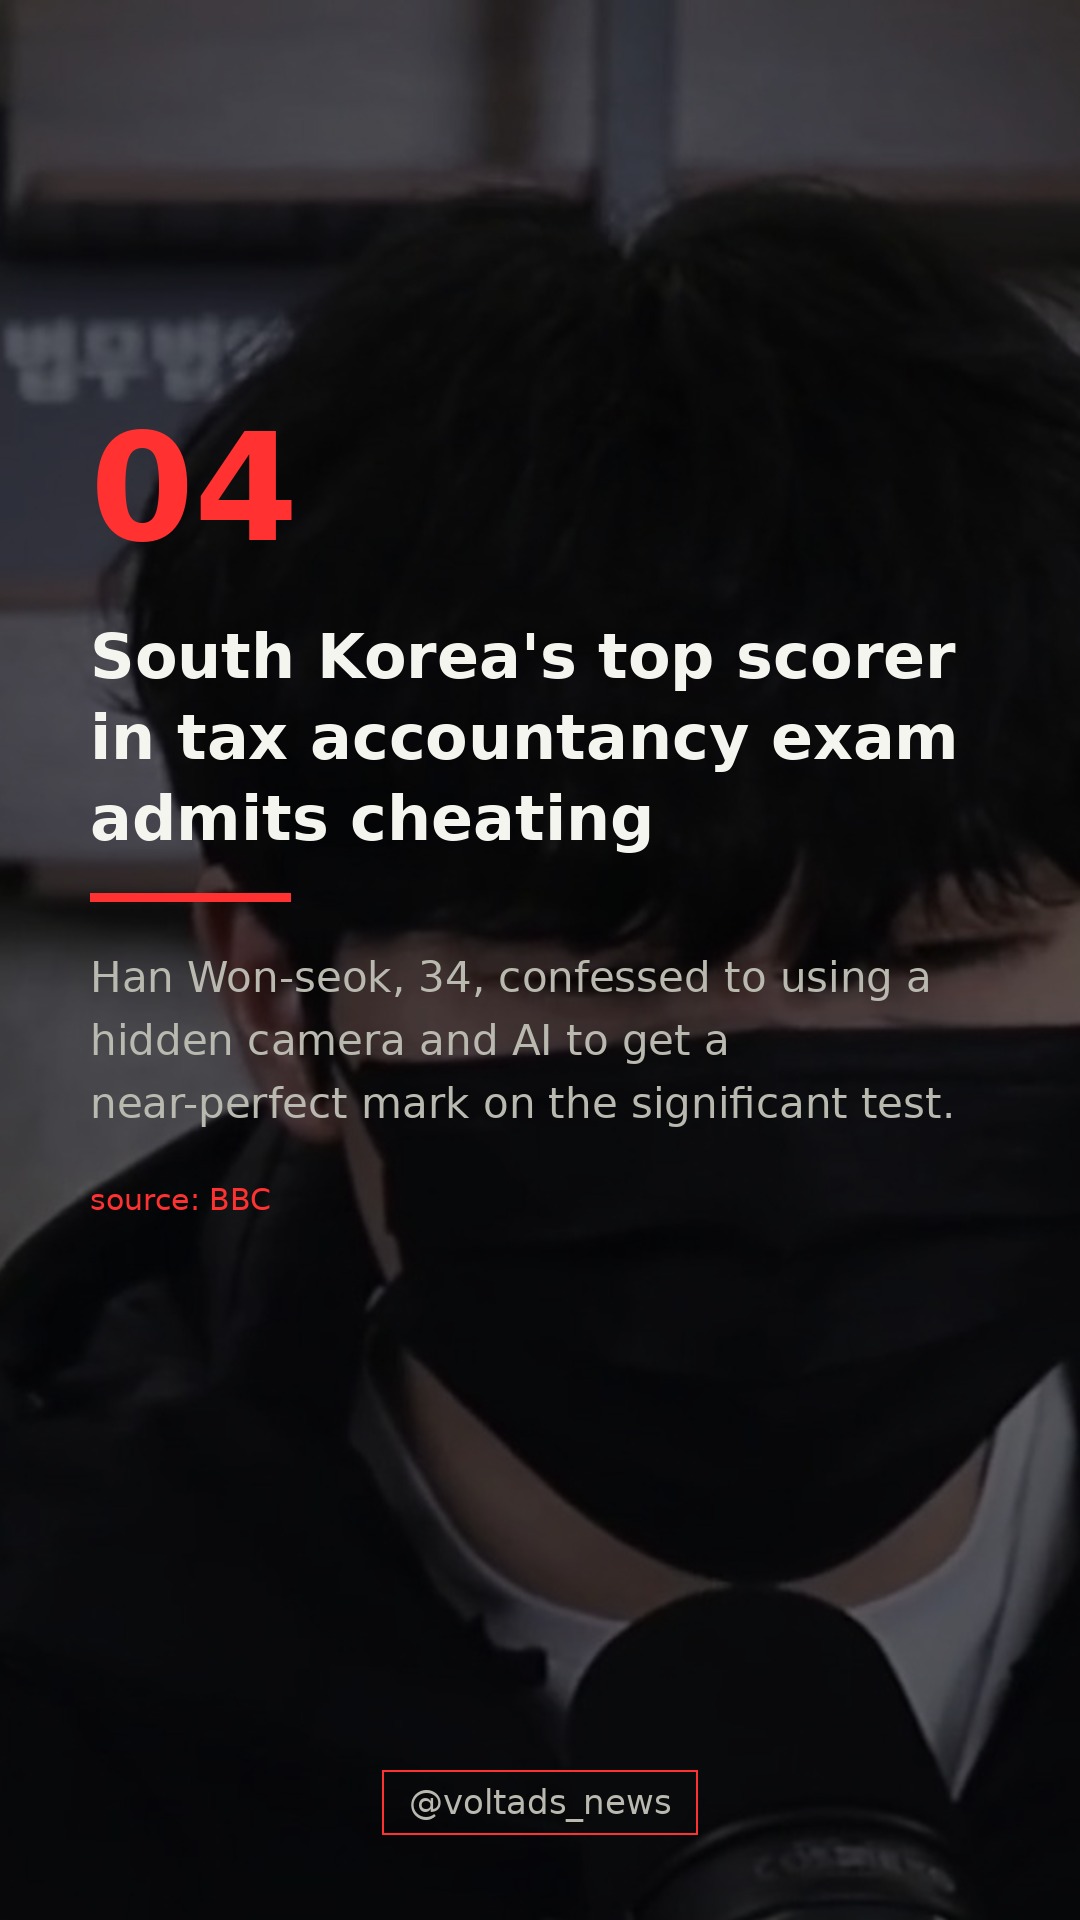 04
South Korea's top scorer
in tax accountancy exam
admits cheating
Han Won-seok, 34, confessed to using a
hidden camera and AI to get a
near-perfect mark on the significant test.
source: BBC
@voltads_news